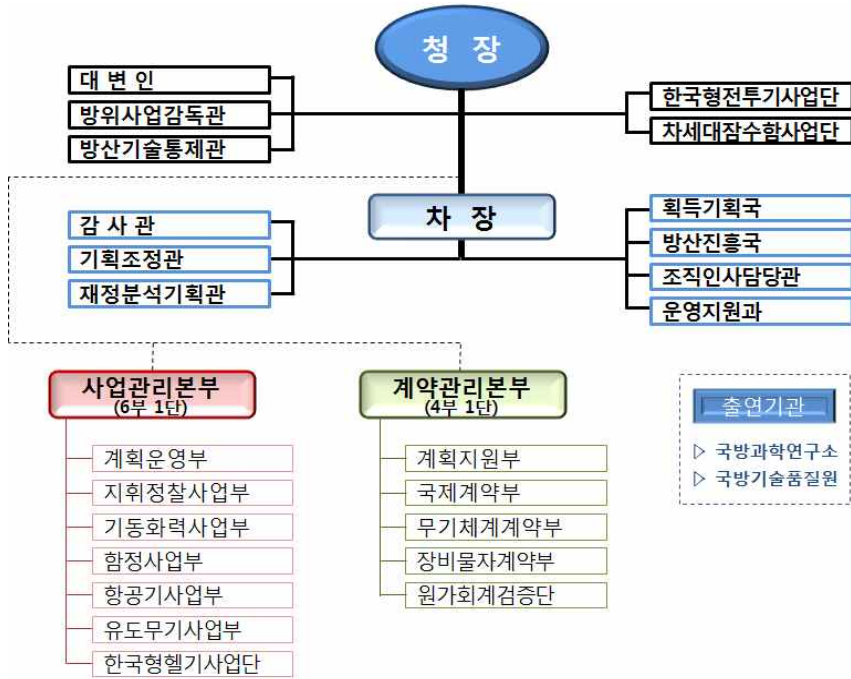 청 장
대 변 인
방위사업감독관
방산기술통제관
한국형전투기사업단
차세대잠수함사업단
차 장
감 사 관
기획조정관
재정분석기획관
획득기획국
방산진흥국
조직인사담당관
운영지원과
사업관리본부
(6부 1단)
계획운영부
지휘정찰사업부
기동화력사업부
함정사업부
항공기사업부
유도무기사업부
한국형헬기사업단
계약관리본부
(4부 1단)
계획지원부
국제계약부
무기체계계약부
장비물자계약부
원가회계검증단
출연기관
▷ 국방과학연구소
▷ 국방기술품질원